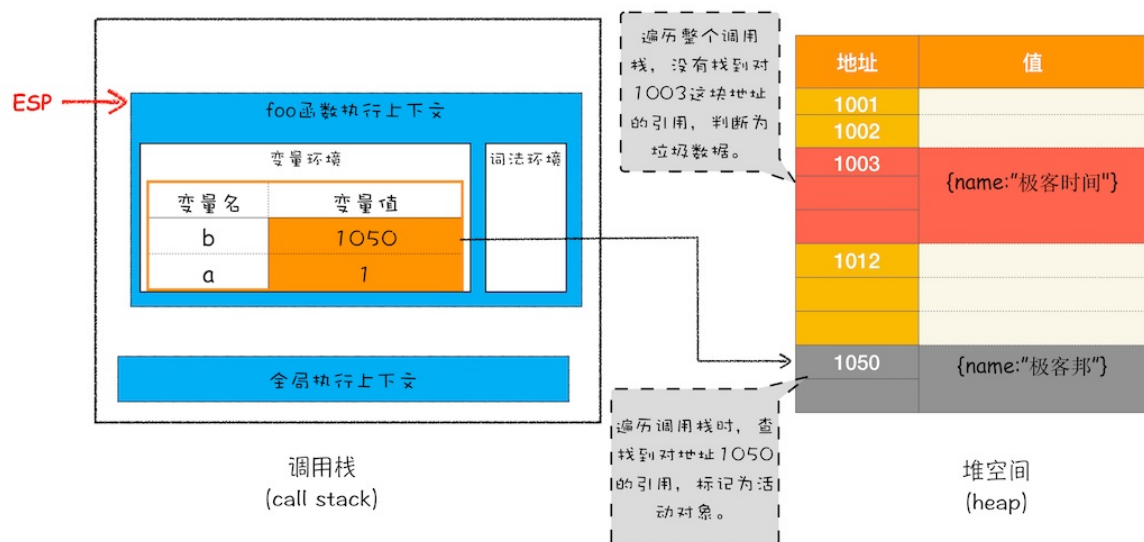 ESP
foo函数执行上下文
变量环境
词法环境
变量名
变量值
b
1050
a
1
全局执行上下文
调用栈
(call stack)
遍历整个调用
栈，没有找到对
1003这块地址
的引用，判断为
垃圾数据。
地址
值
1001
1002
1003
{name:"极客时间"}
1012
1050
{name:"极客邦"}
遍历调用栈时，查
找到对地址1050
的引用，标记为活
动对象。
堆空间
(heap)